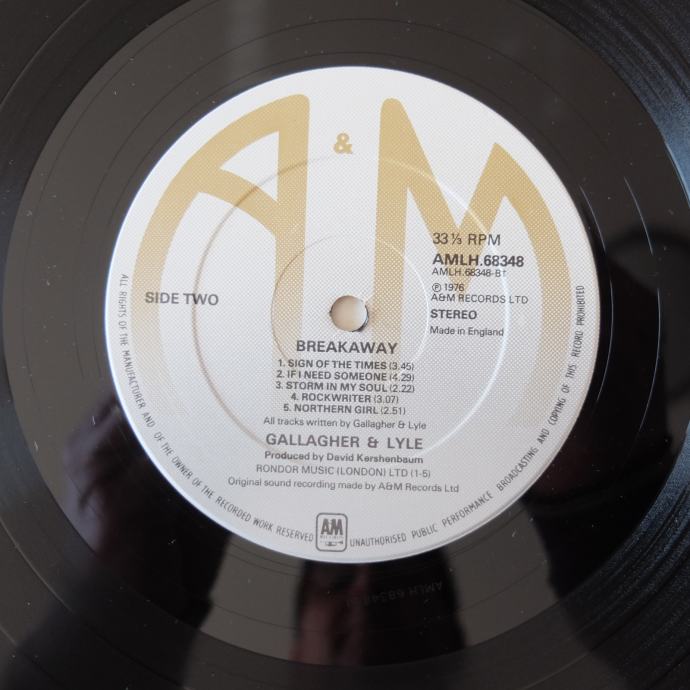 A & M
33⅓ RPM
AMLH.68348
AMLH.68348-B†
℗ 1976
A&M RECORDS LTD
STEREO
Made in England
SIDE TWO
BREAKAWAY
1. SIGN OF THE TIMES (3.45)
2. IF I NEED SOMEONE (4.29)
3. STORM IN MY SOUL (2.22)
4. ROCKWRITER (3.07)
5. NORTHERN GIRL (2.51)
All tracks written by Gallagher & Lyle
GALLAGHER & LYLE
Produced by David Kershenbaum
RONDOR MUSIC (LONDON) LTD (1-5)
Original sound recording made by A&M Records Ltd
ALL RIGHTS OF THE MANUFACTURER AND OF THE OWNER OF THE RECORDED WORK RESERVED
AM
UNAUTHORISED PUBLIC PERFORMANCE BROADCASTING AND COPYING OF THIS RECORD PROHIBITED
AMLH 68348